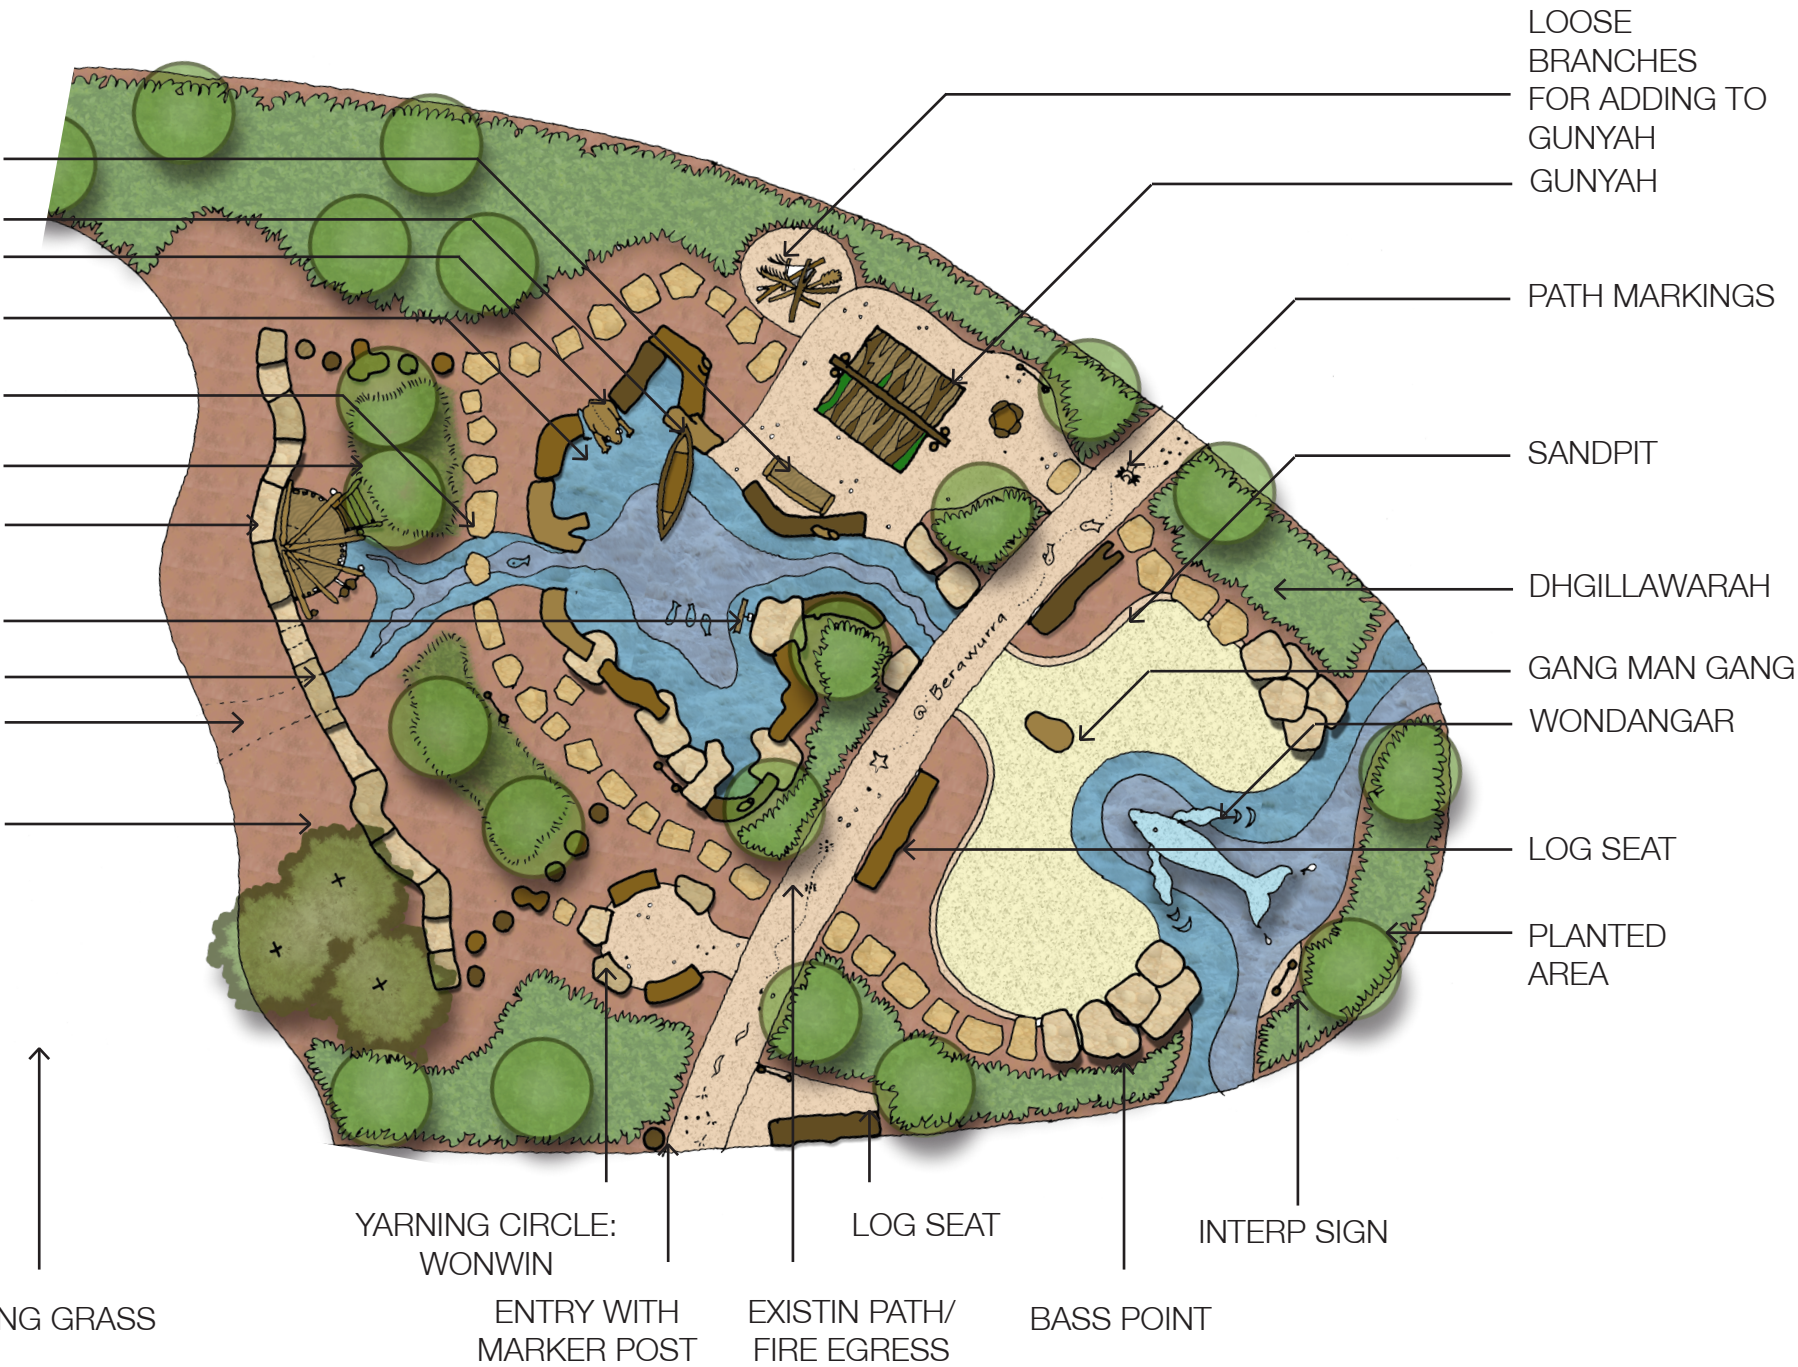 LOOSE
BRANCHES
FOR ADDING TO
GUNYAH
GUNYAH
PATH MARKINGS
SANDPIT
DHGILLAWARAH
GANG MAN GANG
WONDANGAR
LOG SEAT
PLANTED
AREA
@:Berawurra
YARNING CIRCLE:
WONWIN
LOG SEAT
INTERP SIGN
NG GRASS
ENTRY WITH
MARKER POST
EXISTIN PATH/
FIRE EGRESS
BASS POINT